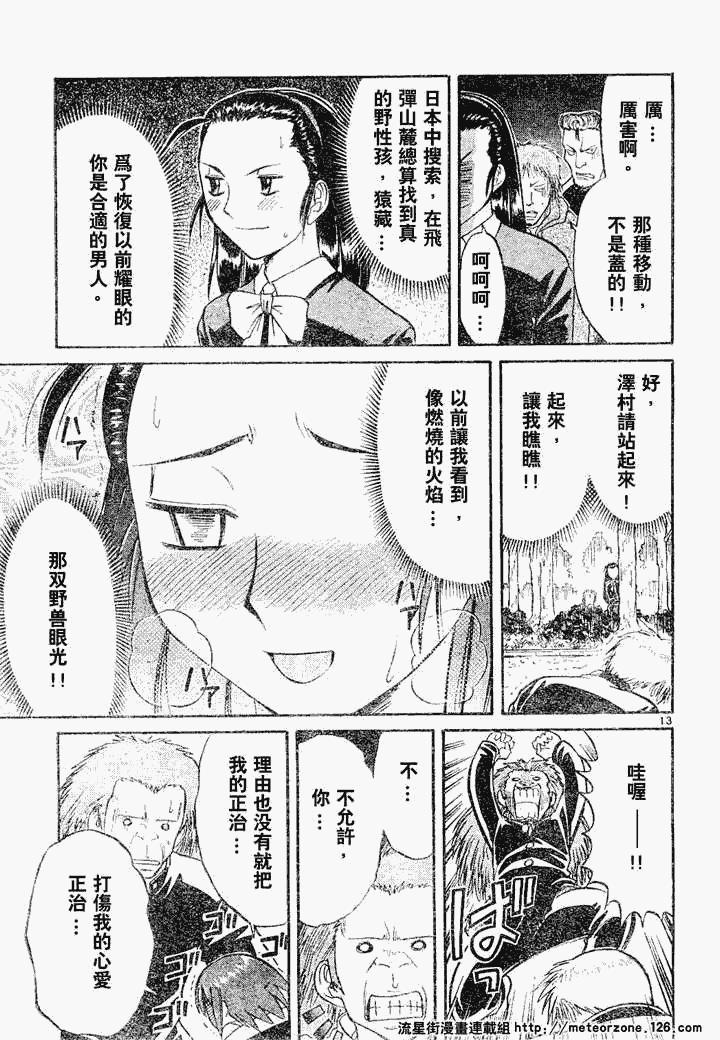 厲…
厲害啊。
那種移動，
不是蓋的!!
呵呵呵…
日本中搜索，在飛
彈山麓總算找到真
的野性孩，猿藏…
爲了恢復以前耀眼的
你是合適的男人。
好，
澤村請站起來！
起來，
讓我瞧瞧!!
以前讓我看到，
像燃燒的火焰…
ハア
ハァ
ハァ
那双野兽眼光!!
13
哇喔——!!
ばっ
不…
不允許，
你…
理由也没有就把
我的正治…
打傷我的心愛
正治…
ゴゴ
ゴゴゴ
流星街漫畫連載組 http://meteorzone.126.com